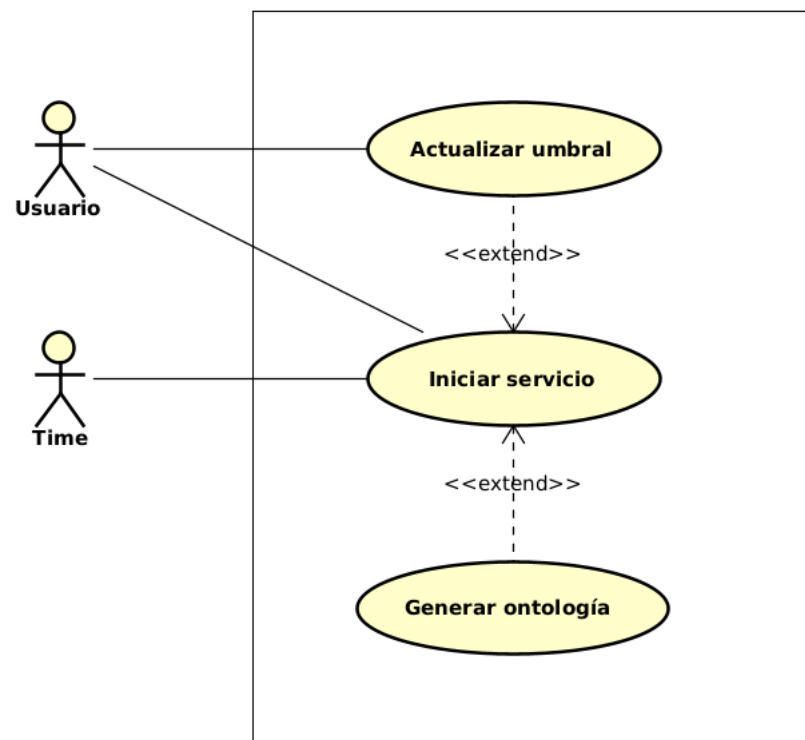 Actualizar umbral
Usuario
<<extend>>
Iniciar servicio
Time
<<extend>>
Generar ontología